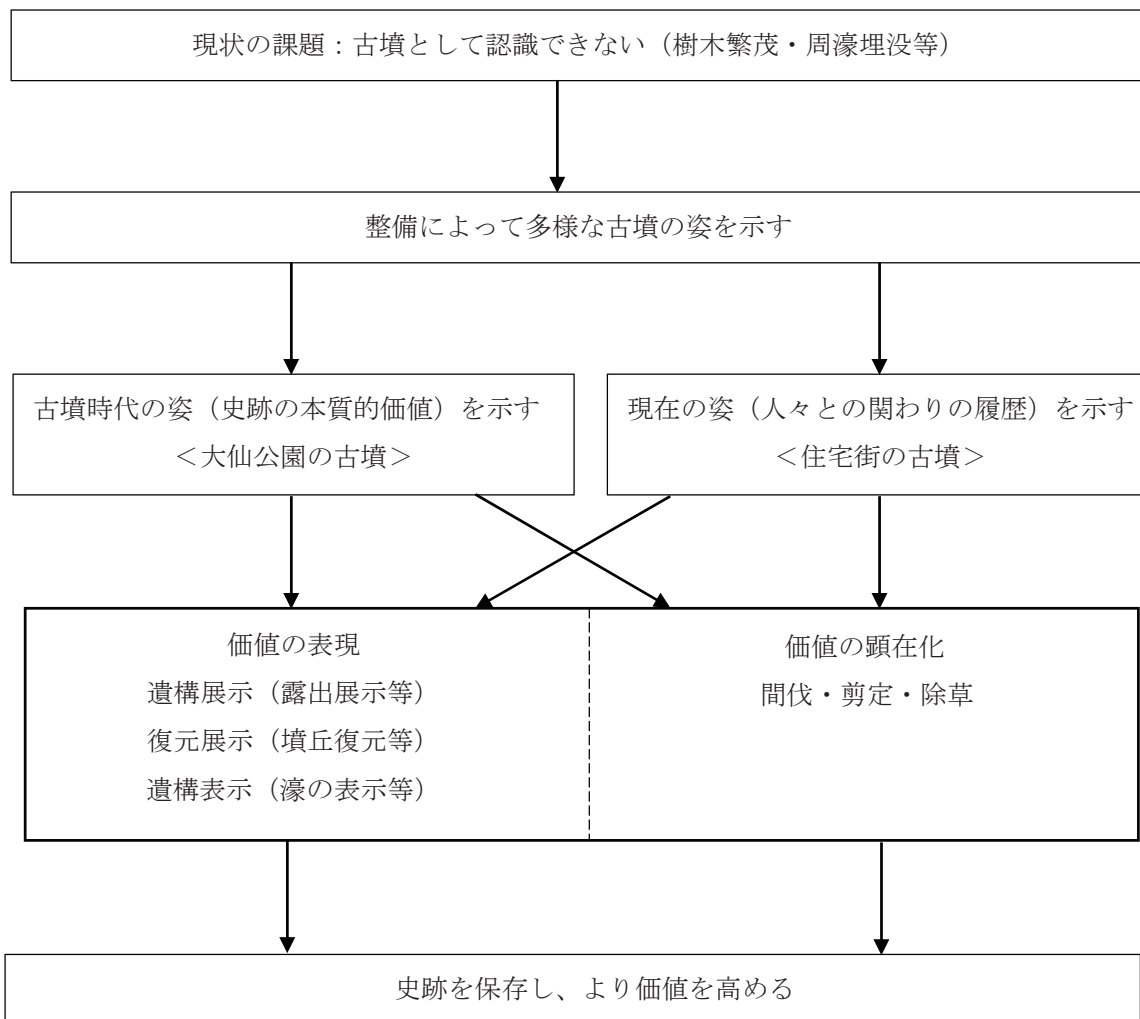 現状の課題：古墳として認識できない（樹木繁茂・周濠埋没等）
整備によって多様な古墳の姿を示す
古墳時代の姿（史跡の本質的価値）を示す
＜大仙公園の古墳＞
現在の姿（人々との関わりの履歴）を示す
＜住宅街の古墳＞
価値の表現
遺構展示（露出展示等）
復元展示（墳丘復元等）
遺構表示（濠の表示等）
価値の顕在化
間伐・剪定・除草
史跡を保存し、より価値を高める